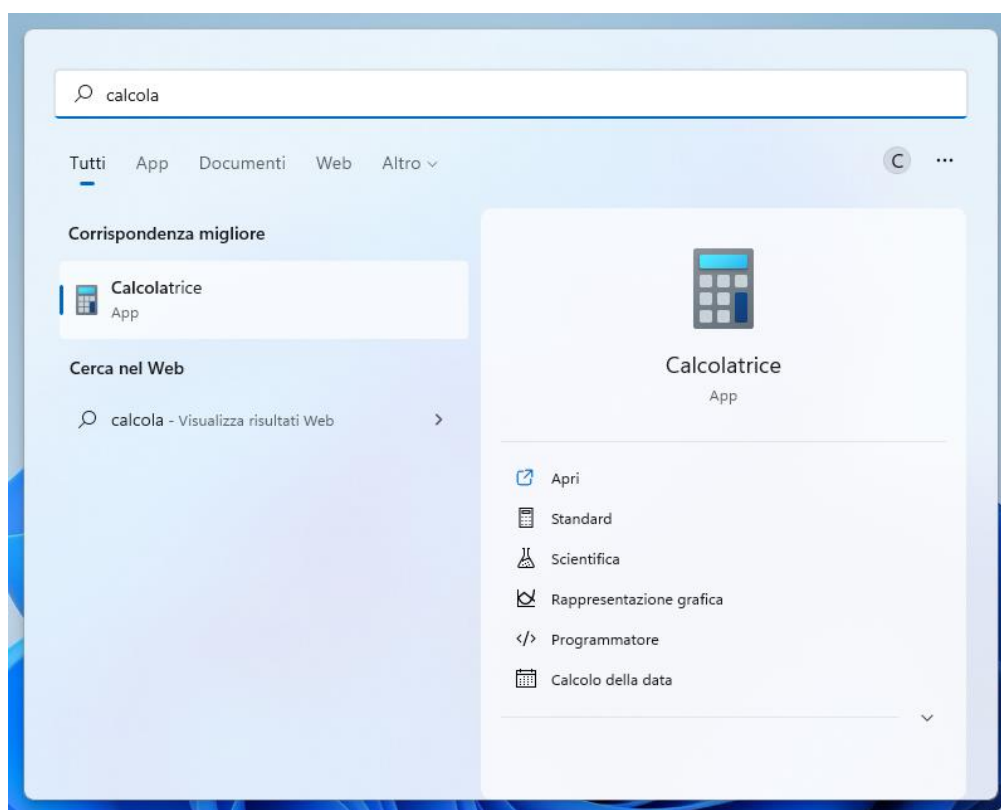 calcola
Tutti App Documenti Web Altro
C
Corrispondenza migliore
Calcolatrice
App
Cerca nel Web
calcola - Visualizza risultati Web
Calcolatrice
App
Apri
Standard
Scientifica
Rappresentazione grafica
Programmatore
Calcolo della data